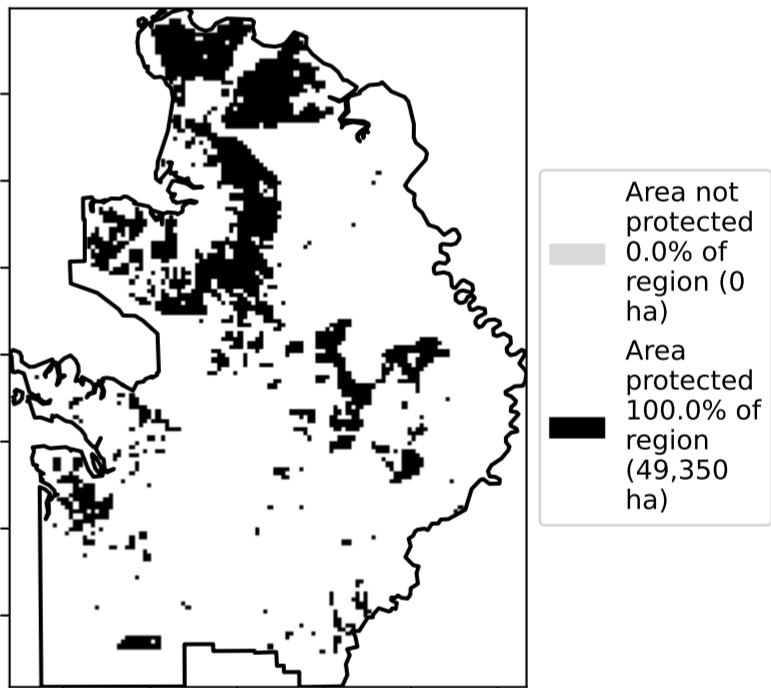 Area not
protected
0.0% of
region (0
ha)
Area
protected
100.0% of
region
(49,350
ha)